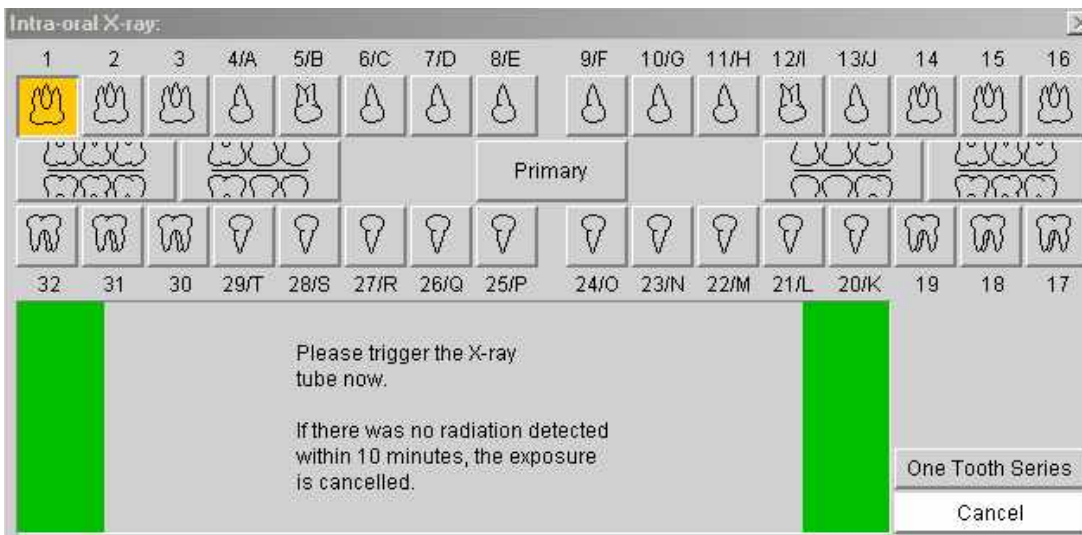 Intra-oral X-ray:
1 2 3 4/A 5/B 6/C 7/D 8/E 9/F 10/G 11/H 12/I 13/J 14 15 16
Primary
32 31 30 29/T 28/S 27/R 26/Q 25/P 24/O 23/N 22/M 21/L 20/K 19 18 17
Please trigger the X-ray
tube now.
If there was no radiation detected
within 10 minutes, the exposure
is cancelled.
One Tooth Series
Cancel